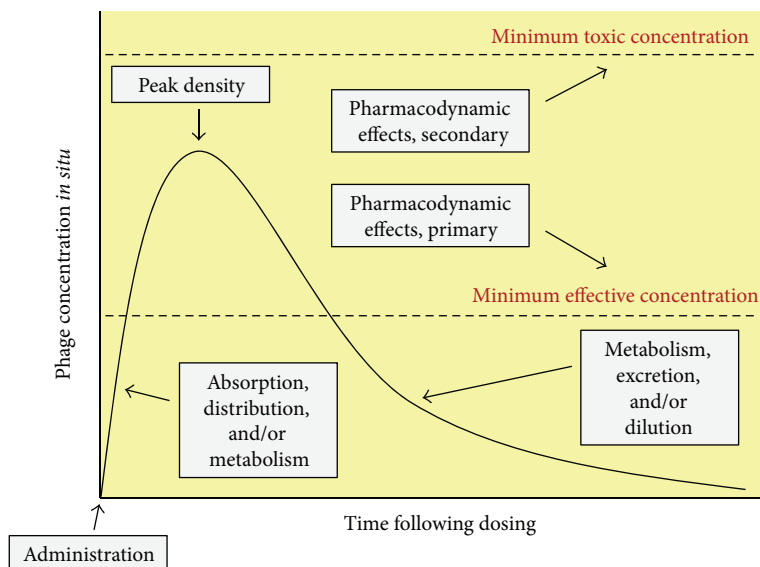 Minimum toxic concentration
Peak density
Pharmacodynamic
effects, secondary
Pharmacodynamic
effects, primary
Minimum effective concentration
Phage concentration in situ
Absorption,
distribution,
and/or
metabolism
Metabolism,
excretion,
and/or
dilution
Time following dosing
Administration